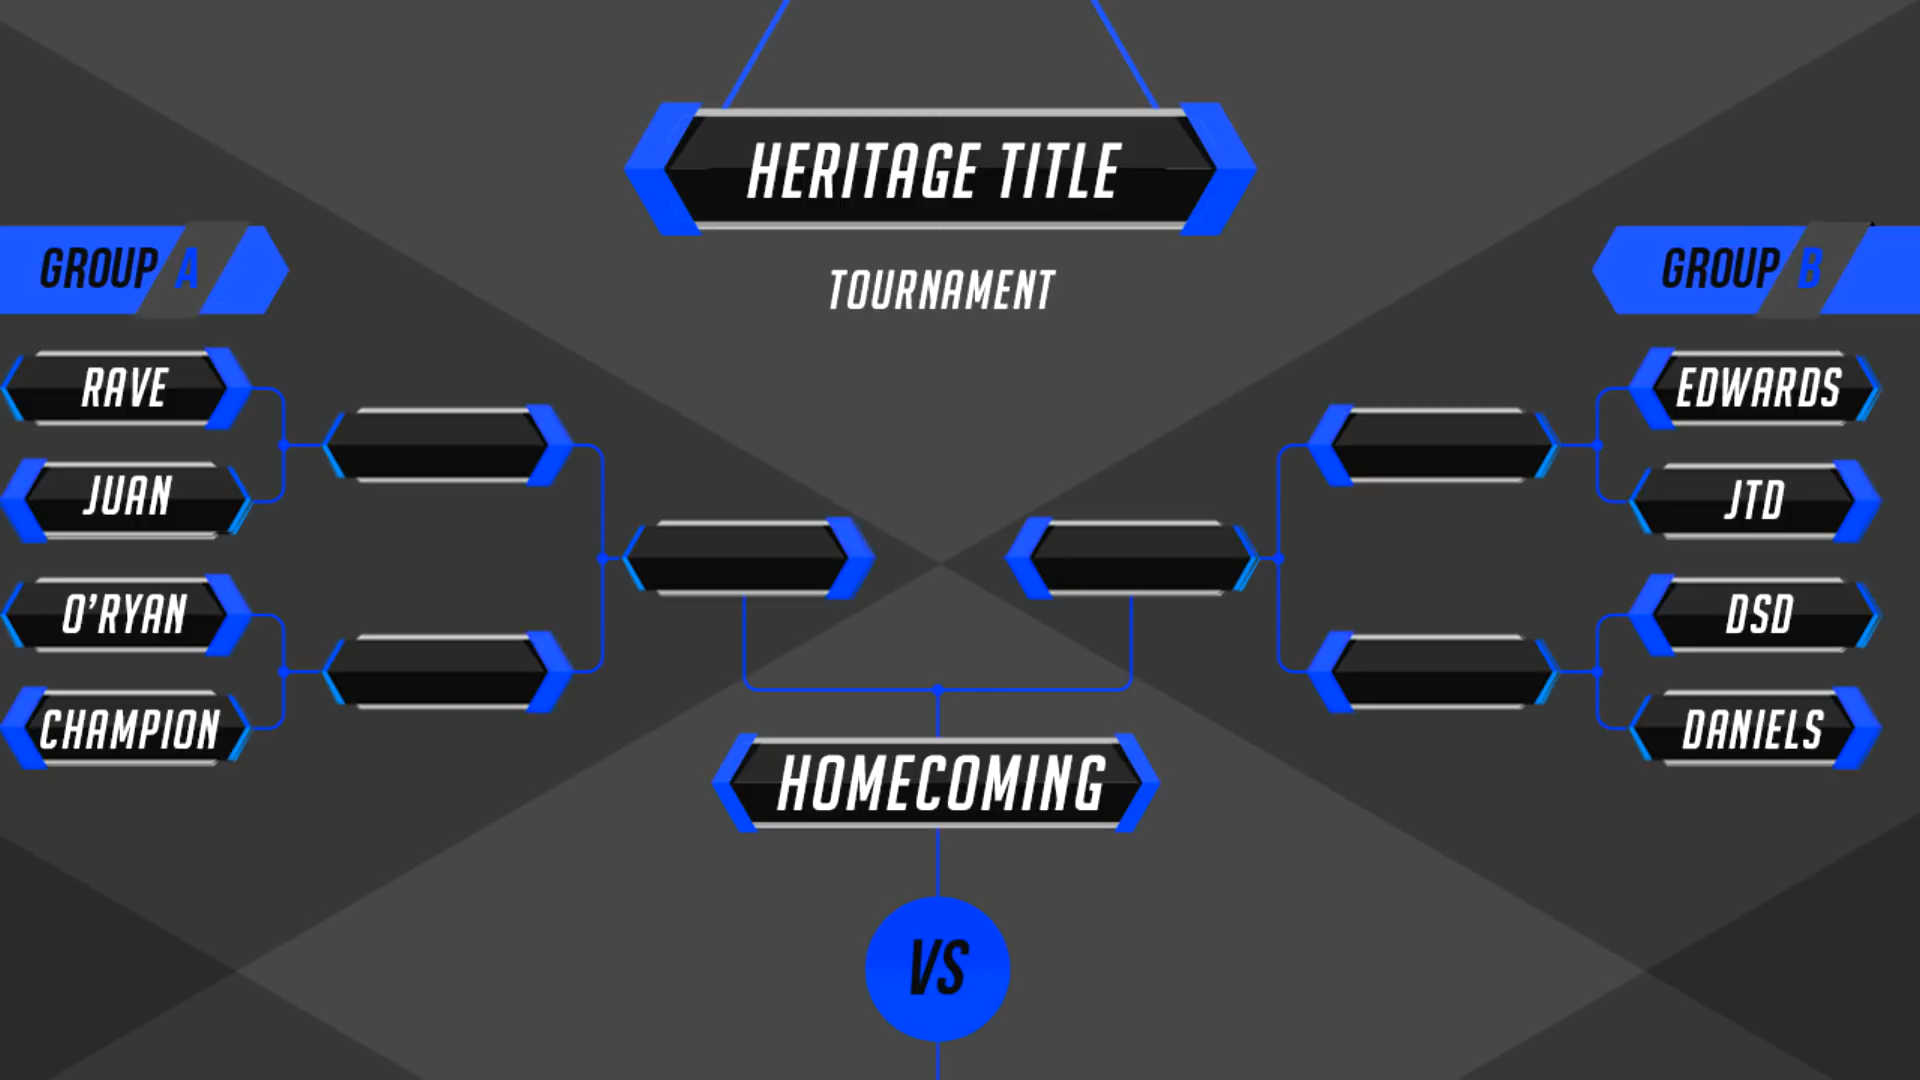 HERITAGE TITLE
TOURNAMENT
GROUP A
RAVE
JUAN
O'RYAN
CHAMPION
GROUP B
EDWARDS
JTD
DSD
DANIELS
HOMECOMING
VS